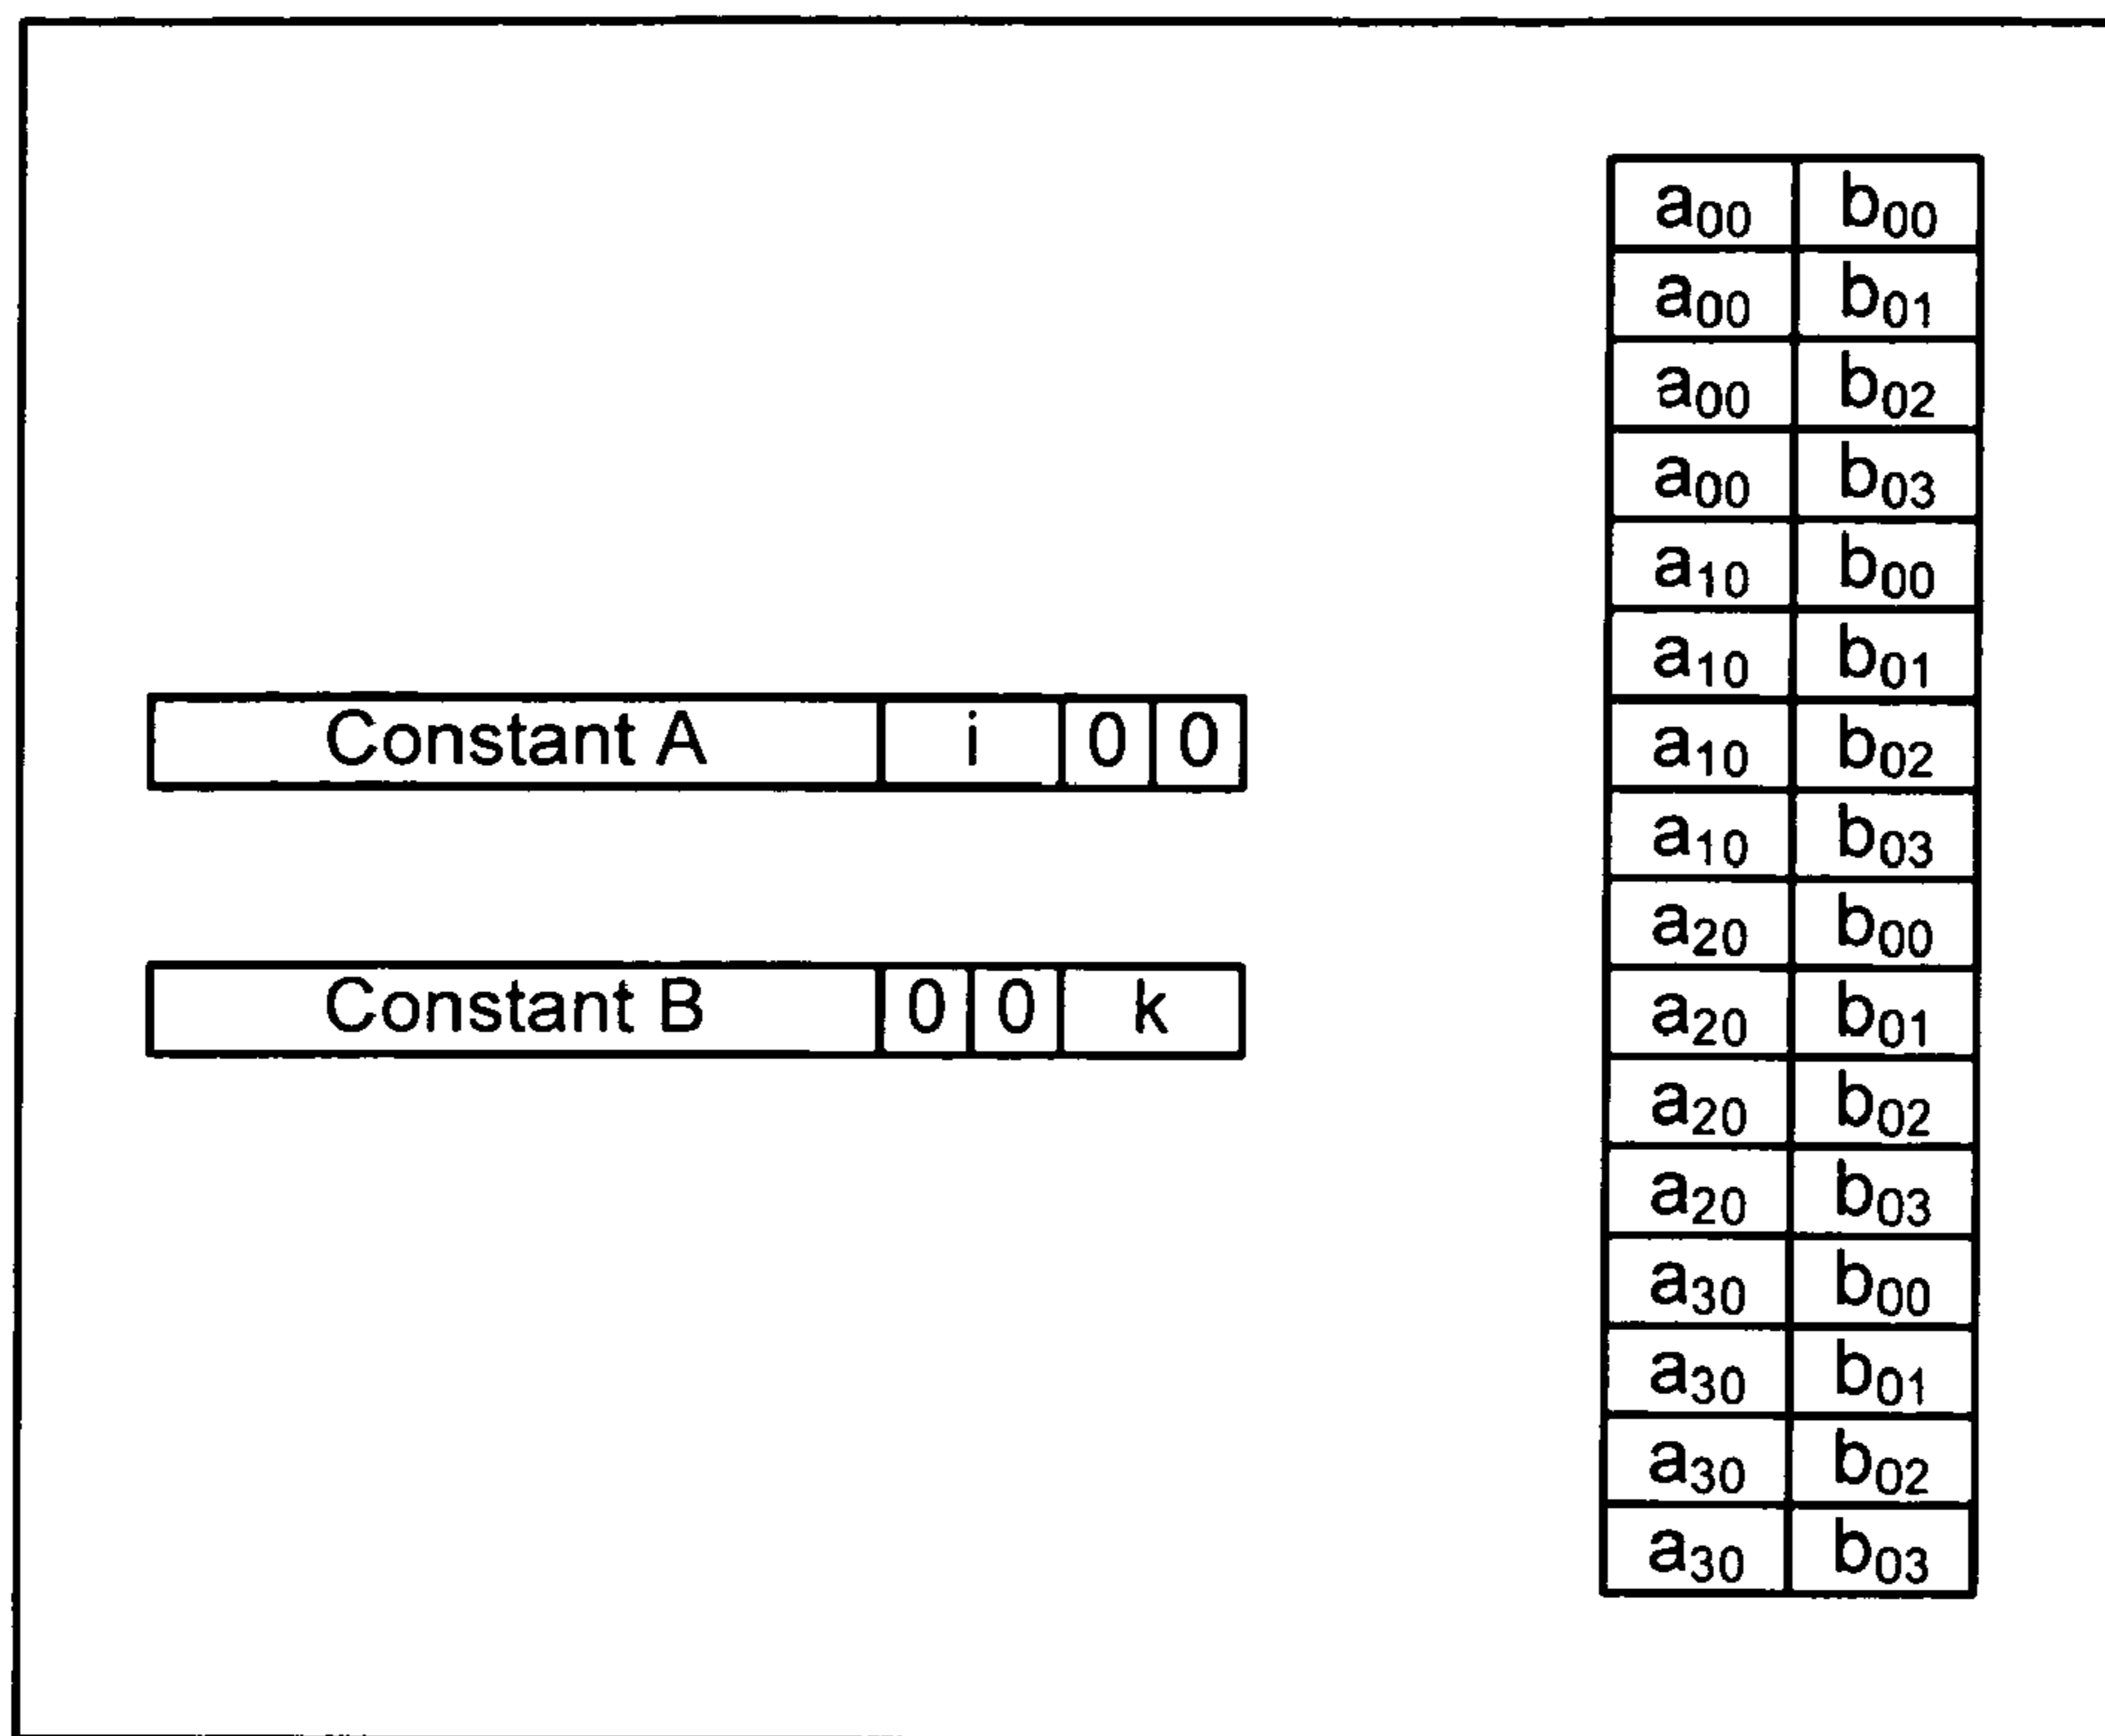 Constant A i 0 0
Constant B 0 0 k
a00 b00
a00 b01
a00 b02
a00 b03
a10 b00
a10 b01
a10 b02
a10 b03
a20 b00
a20 b01
a20 b02
a20 b03
a30 b00
a30 b01
a30 b02
a30 b03